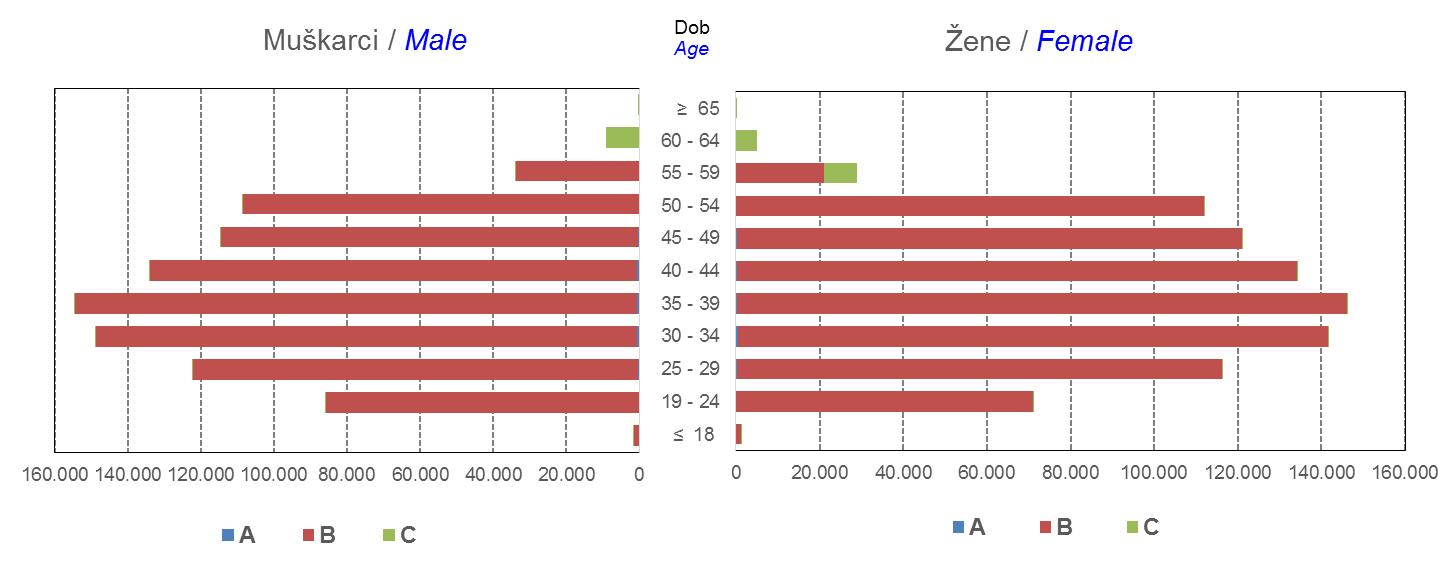 Muškarci / Male
Dob
Age
Žene / Female
≥ 65
60 - 64
55 - 59
50 - 54
45 - 49
40 - 44
35 - 39
30 - 34
25 - 29
19 - 24
≤ 18
160.000 140.000 120.000 100.000 80.000 60.000 40.000 20.000 0
0 20.000 40.000 60.000 80.000 100.000 120.000 140.000 160.000
A B C
A B C